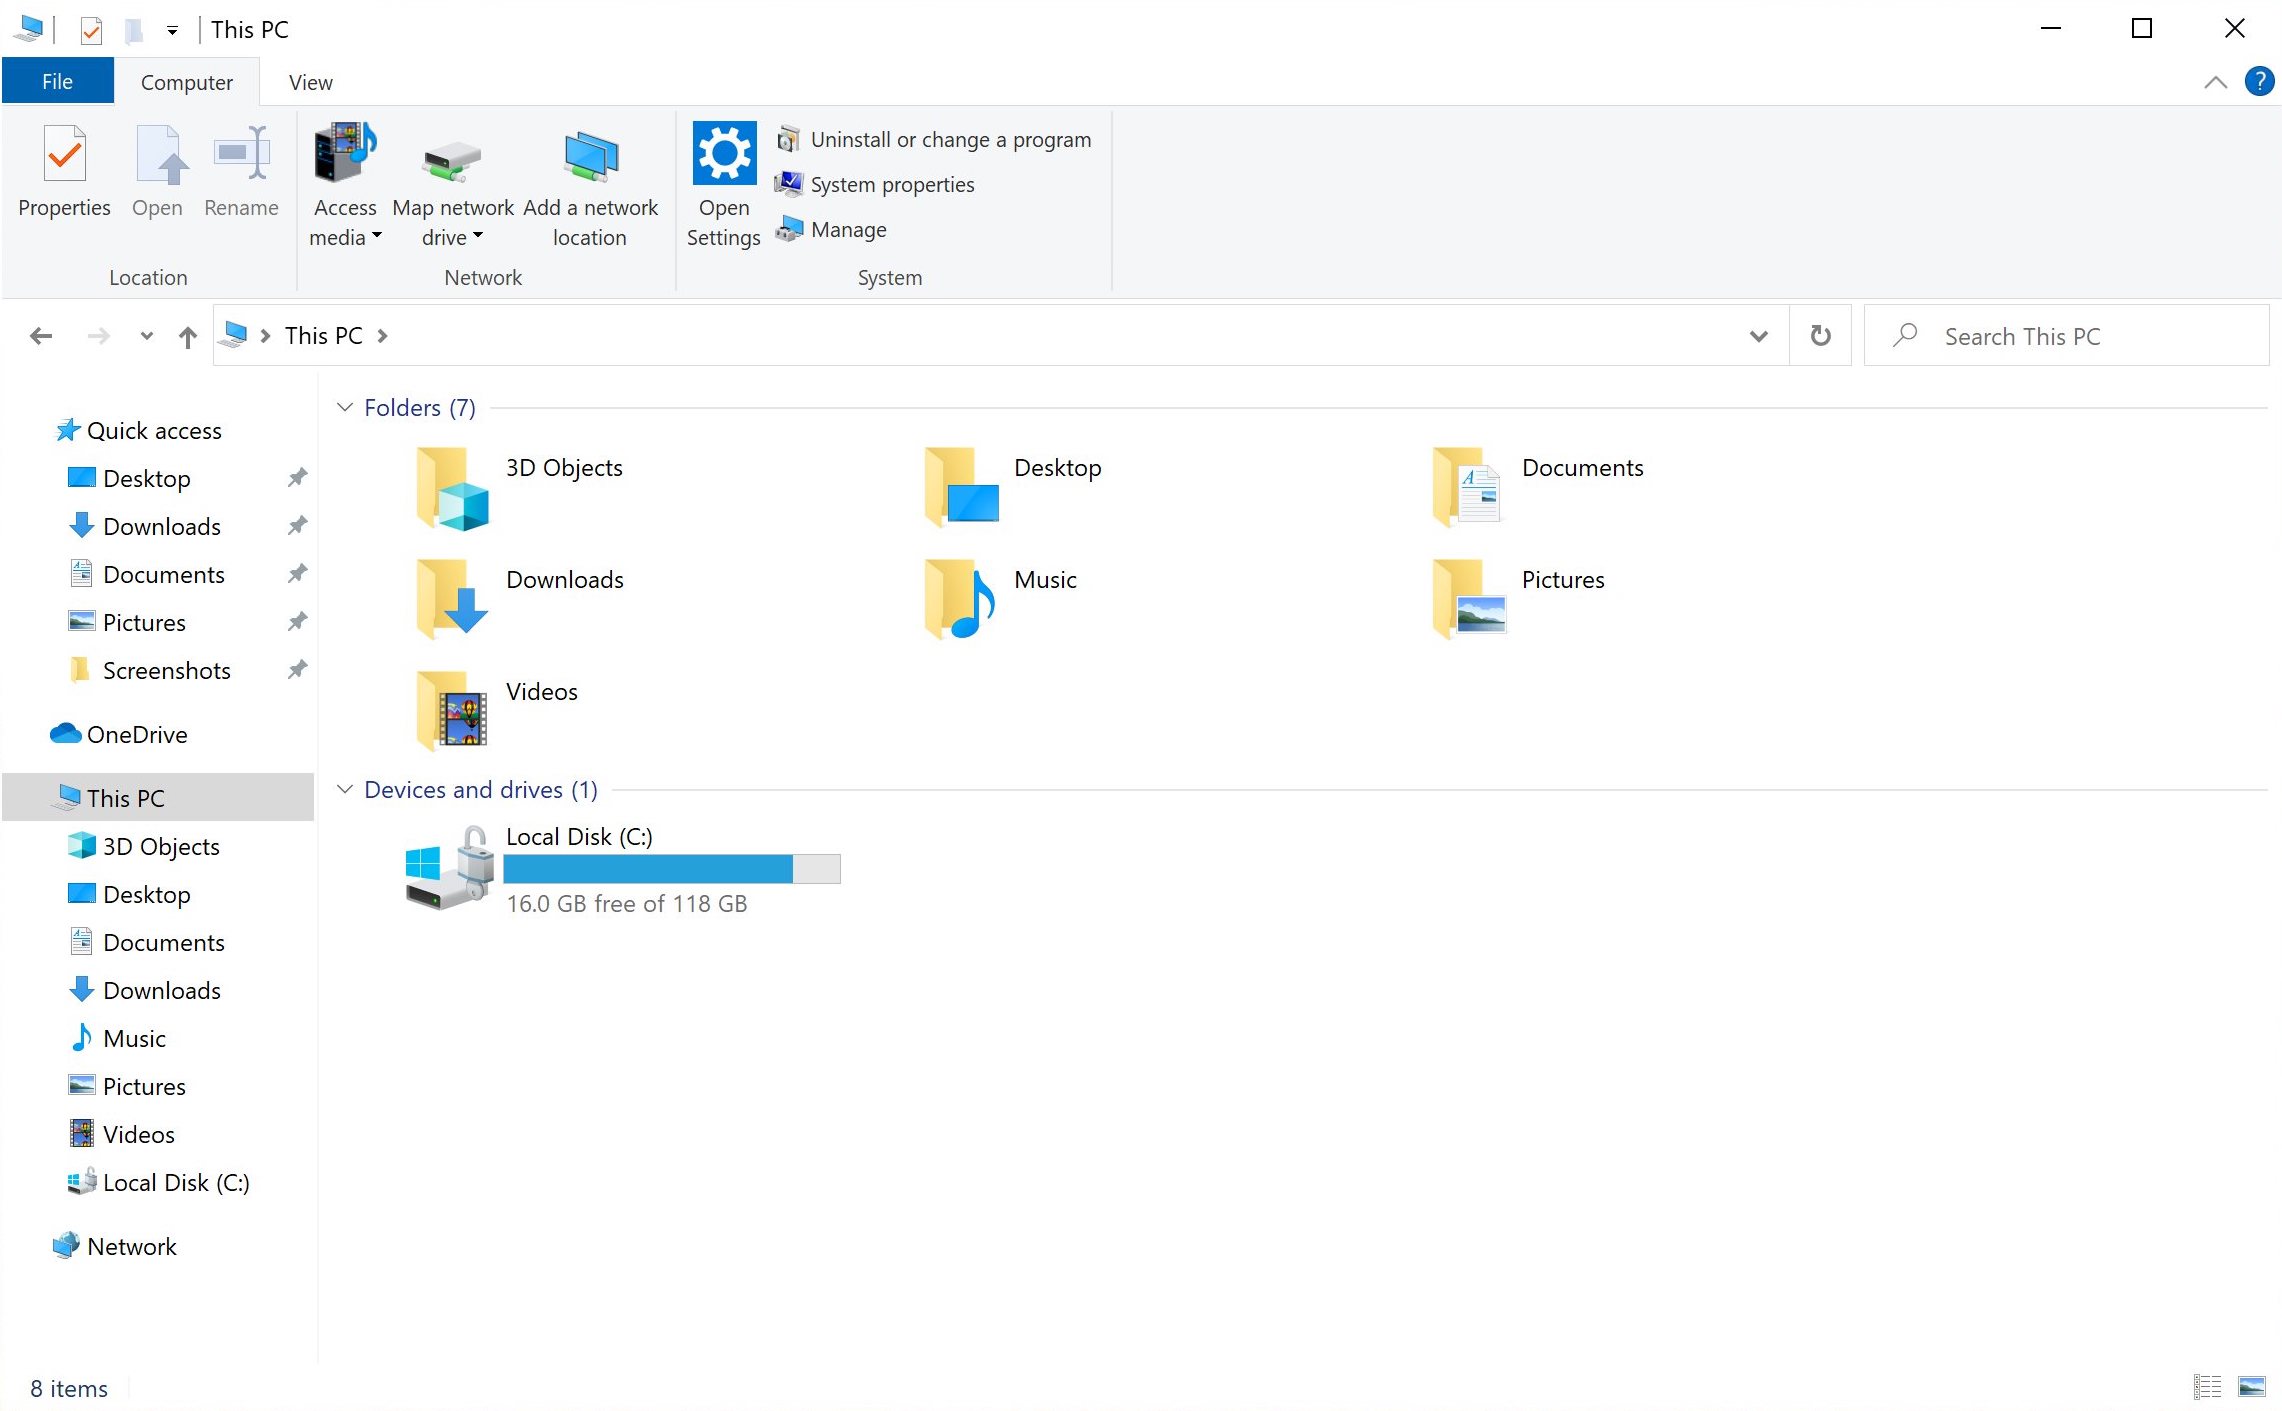 This PC
File
Computer
View
?
Properties
Open
Rename
Location
Access
media
Map network
drive
Add a network
location
Network
Open
Settings
Uninstall or change a program
System properties
Manage
System
This PC
Search This PC
Quick access
Desktop
Downloads
Documents
Pictures
Screenshots
OneDrive
This PC
3D Objects
Desktop
Documents
Downloads
Music
Pictures
Videos
Local Disk (C:)
Network
Folders (7)
3D Objects
Desktop
Documents
Downloads
Music
Pictures
Videos
Devices and drives (1)
Local Disk (C:)
16.0 GB free of 118 GB
8 items